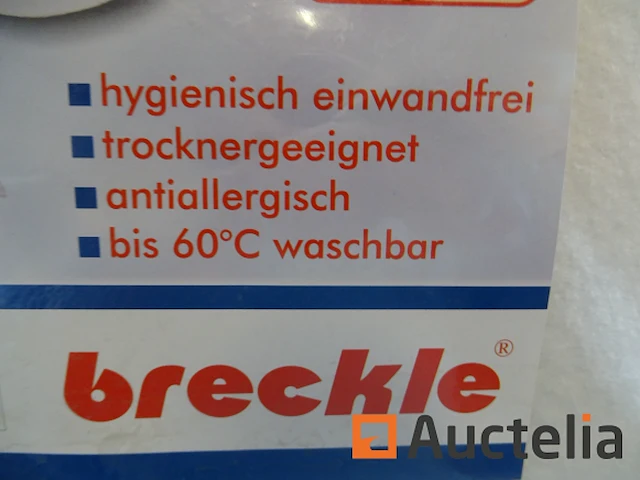 hygienisch einwandfrei
trocknergeeignet
antiallergisch
bis 60°C waschbar
breckle®
Auctelia